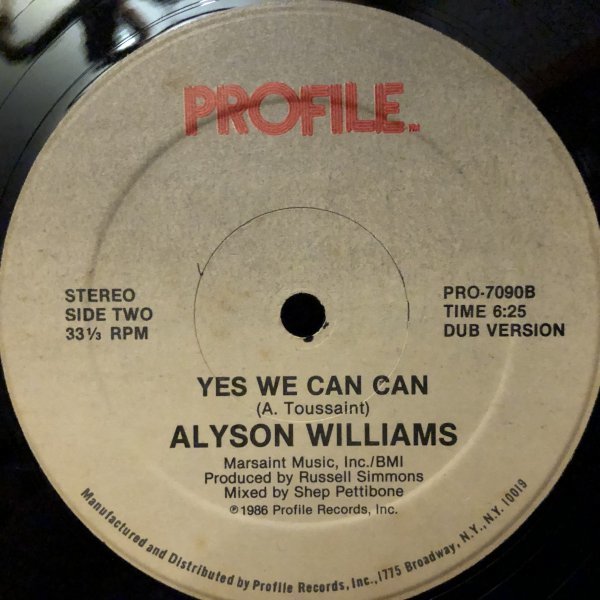 PROFILE TM
STEREO
SIDE TWO
33⅓ RPM
PRO-7090B
TIME 6:25
DUB VERSION
YES WE CAN CAN
(A. Toussaint)
ALYSON WILLIAMS
Marsaint Music, Inc./BMI
Produced by Russell Simmons
Mixed by Shep Pettibone
℗1986 Profile Records, Inc.
Manufactured and Distributed by Profile Records, Inc., 1775 Broadway, N.Y., N.Y. 10019